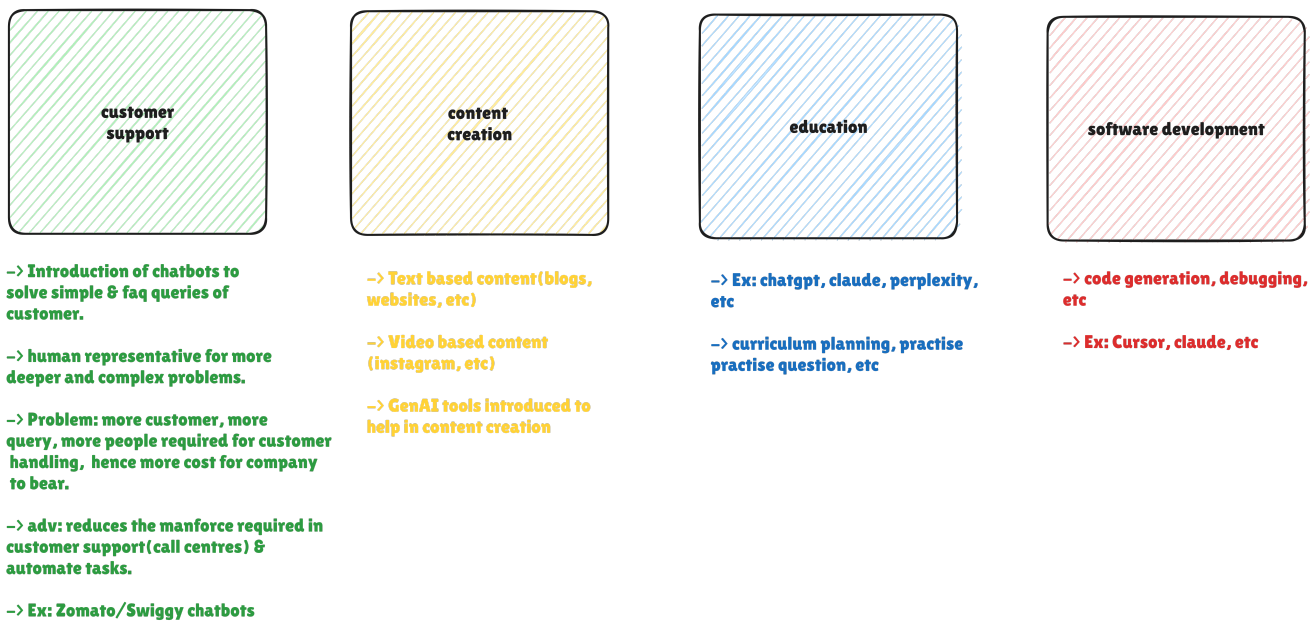 customer
support
content
creation
education
software development
-> Introduction of chatbots to
solve simple & faq queries of
customer.
-> human representative for more
deeper and complex problems.
-> Problem: more customer, more
query, more people required for customer
handling, hence more cost for company
to bear.
-> adv: reduces the manforce required in
customer support(call centres) &
automate tasks.
-> Ex: Zomato/Swiggy chatbots
-> Text based content(blogs,
websites, etc)
-> Video based content
(instagram, etc)
-> GenAI tools introduced to
help in content creation
-> Ex: chatgpt, claude, perplexity,
etc
-> curriculum planning, practise
practise question, etc
-> code generation, debugging,
etc
-> Ex: Cursor, claude, etc